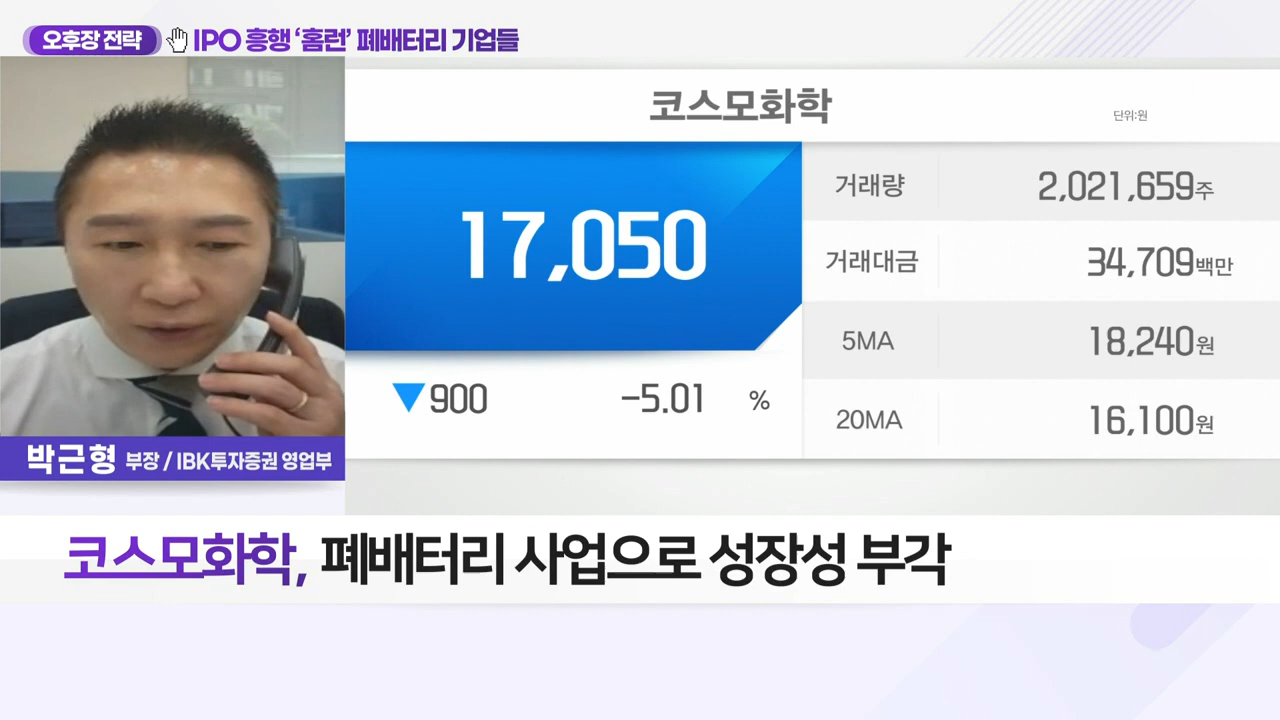 오후장 전략 IPO 흥행 ‘홈런’ 폐배터리 기업들
코스모화학
단위:원
17,050
▼900 -5.01 %
거래량 2,021,659주
거래대금 34,709백만
5MA 18,240원
20MA 16,100원
박근형 부장 / IBK투자증권 영업부
코스모화학, 폐배터리 사업으로 성장성 부각